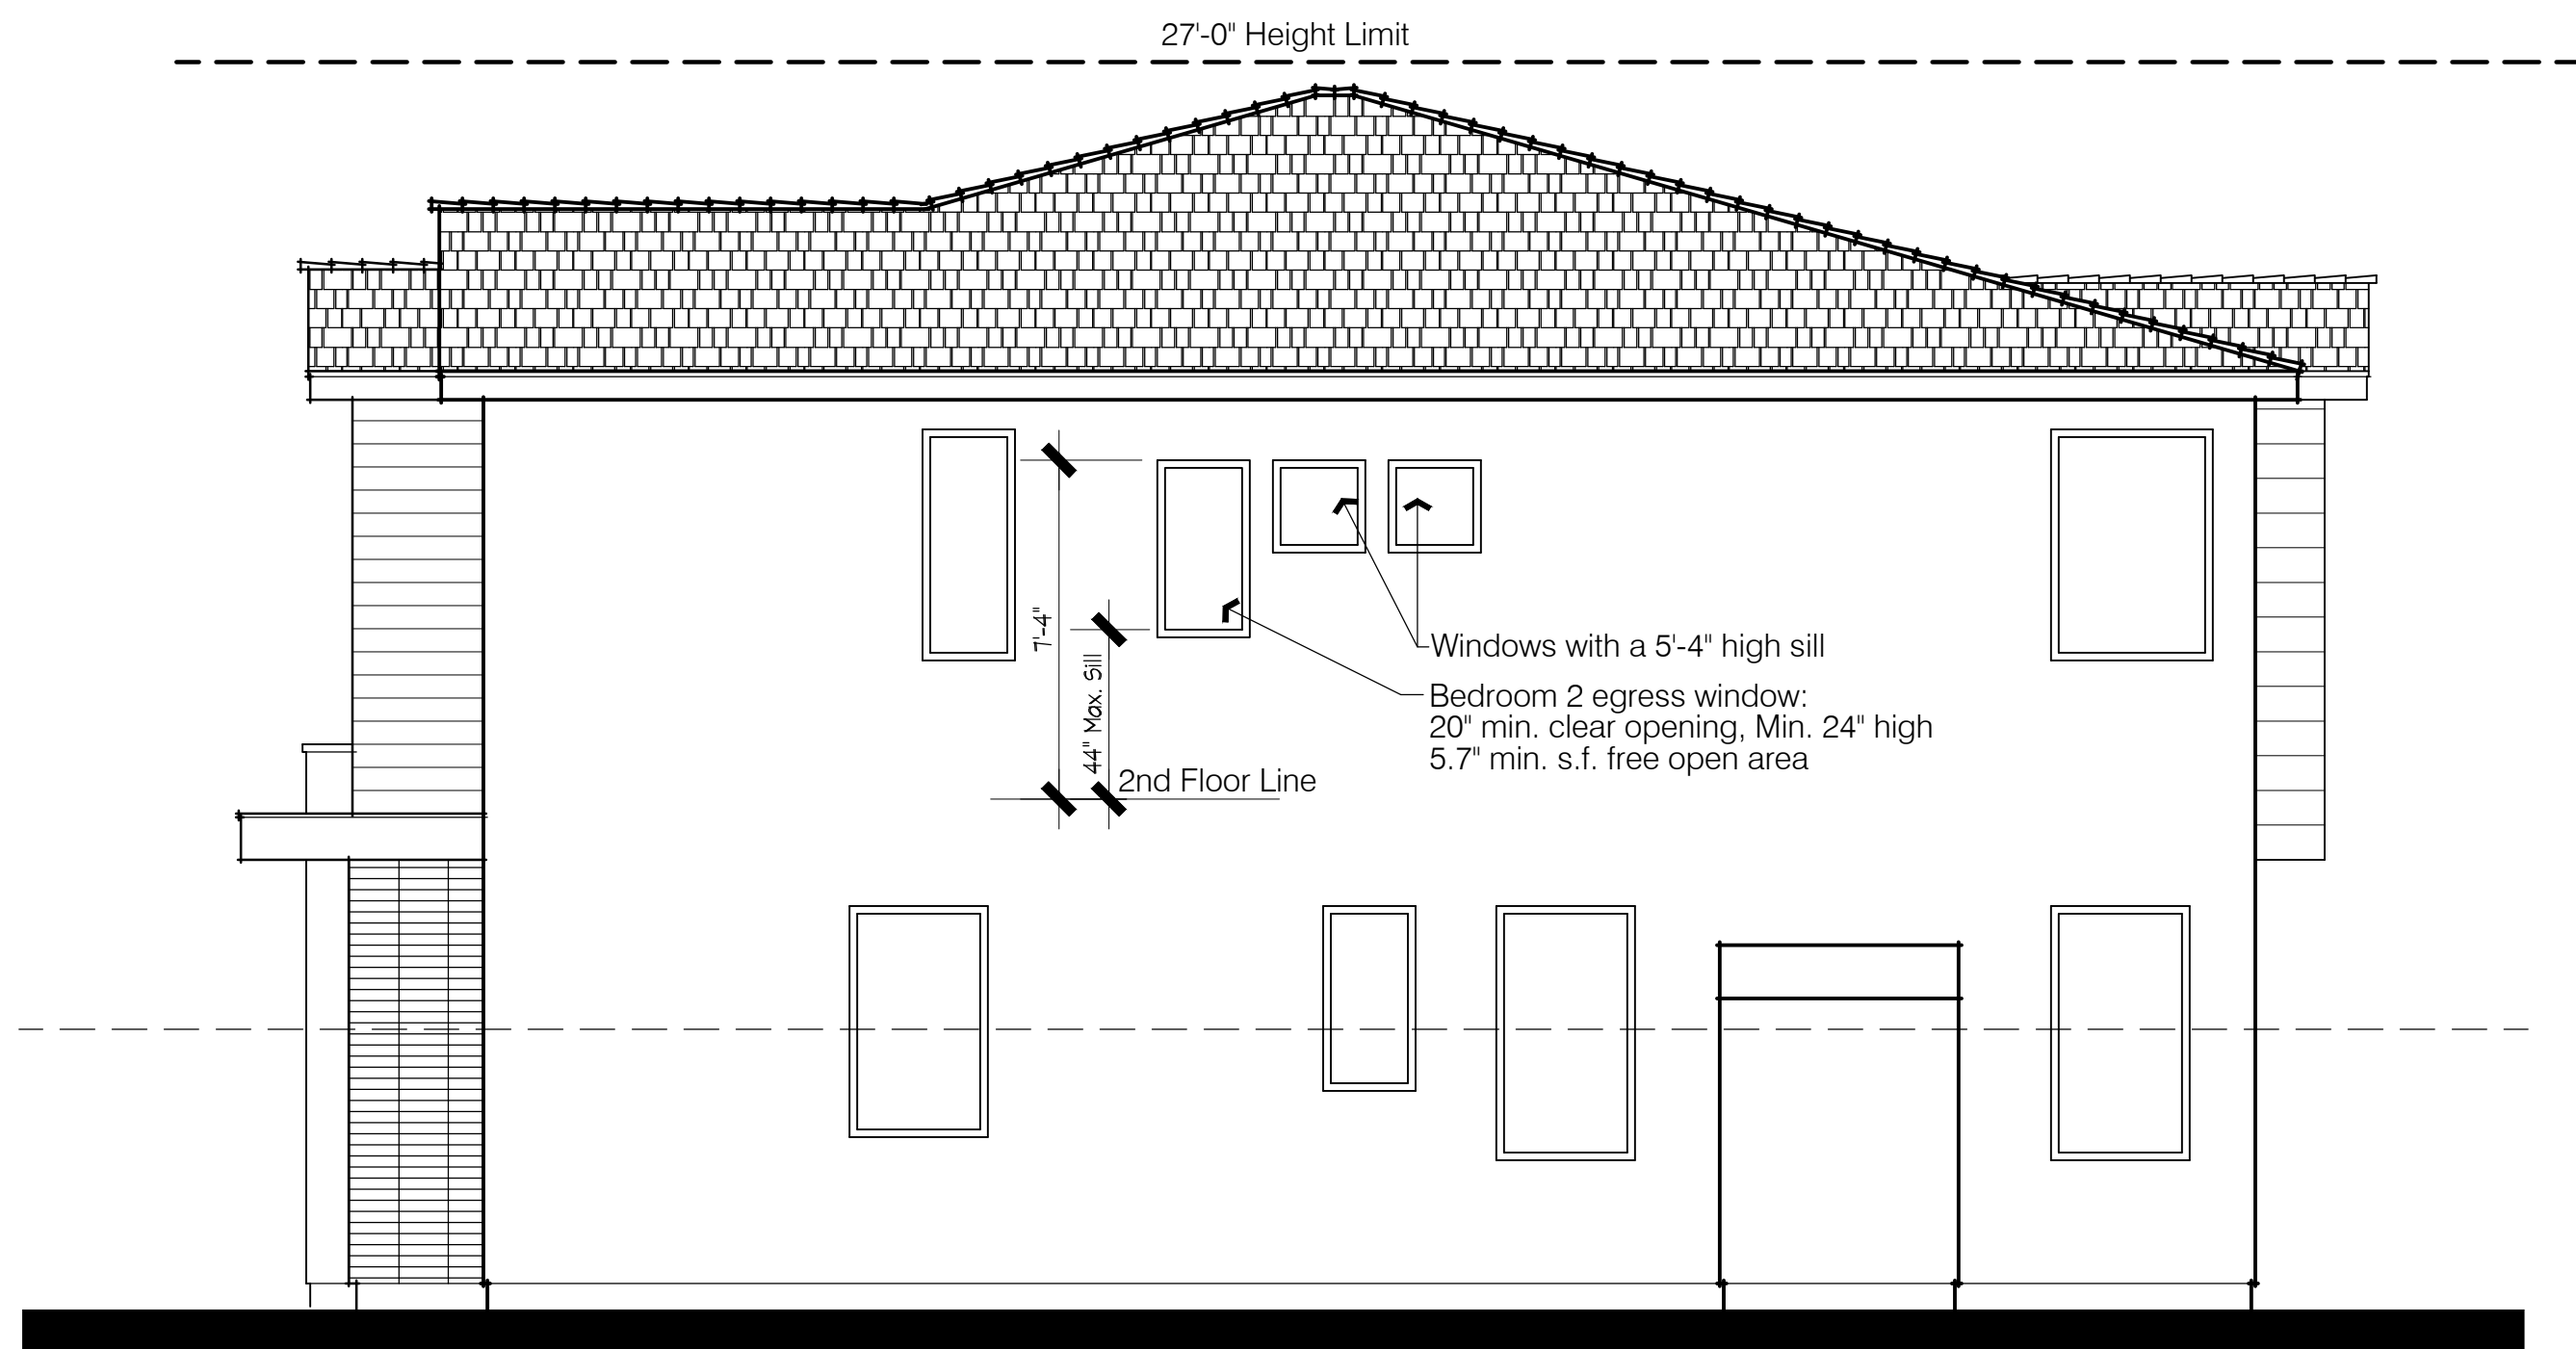 27'-0" Height Limit
7'-4"
44" Max. Sill
Windows with a 5'-4" high sill
Bedroom 2 egress window:
20" min. clear opening, Min. 24" high
5.7" min. s.f. free open area
2nd Floor Line